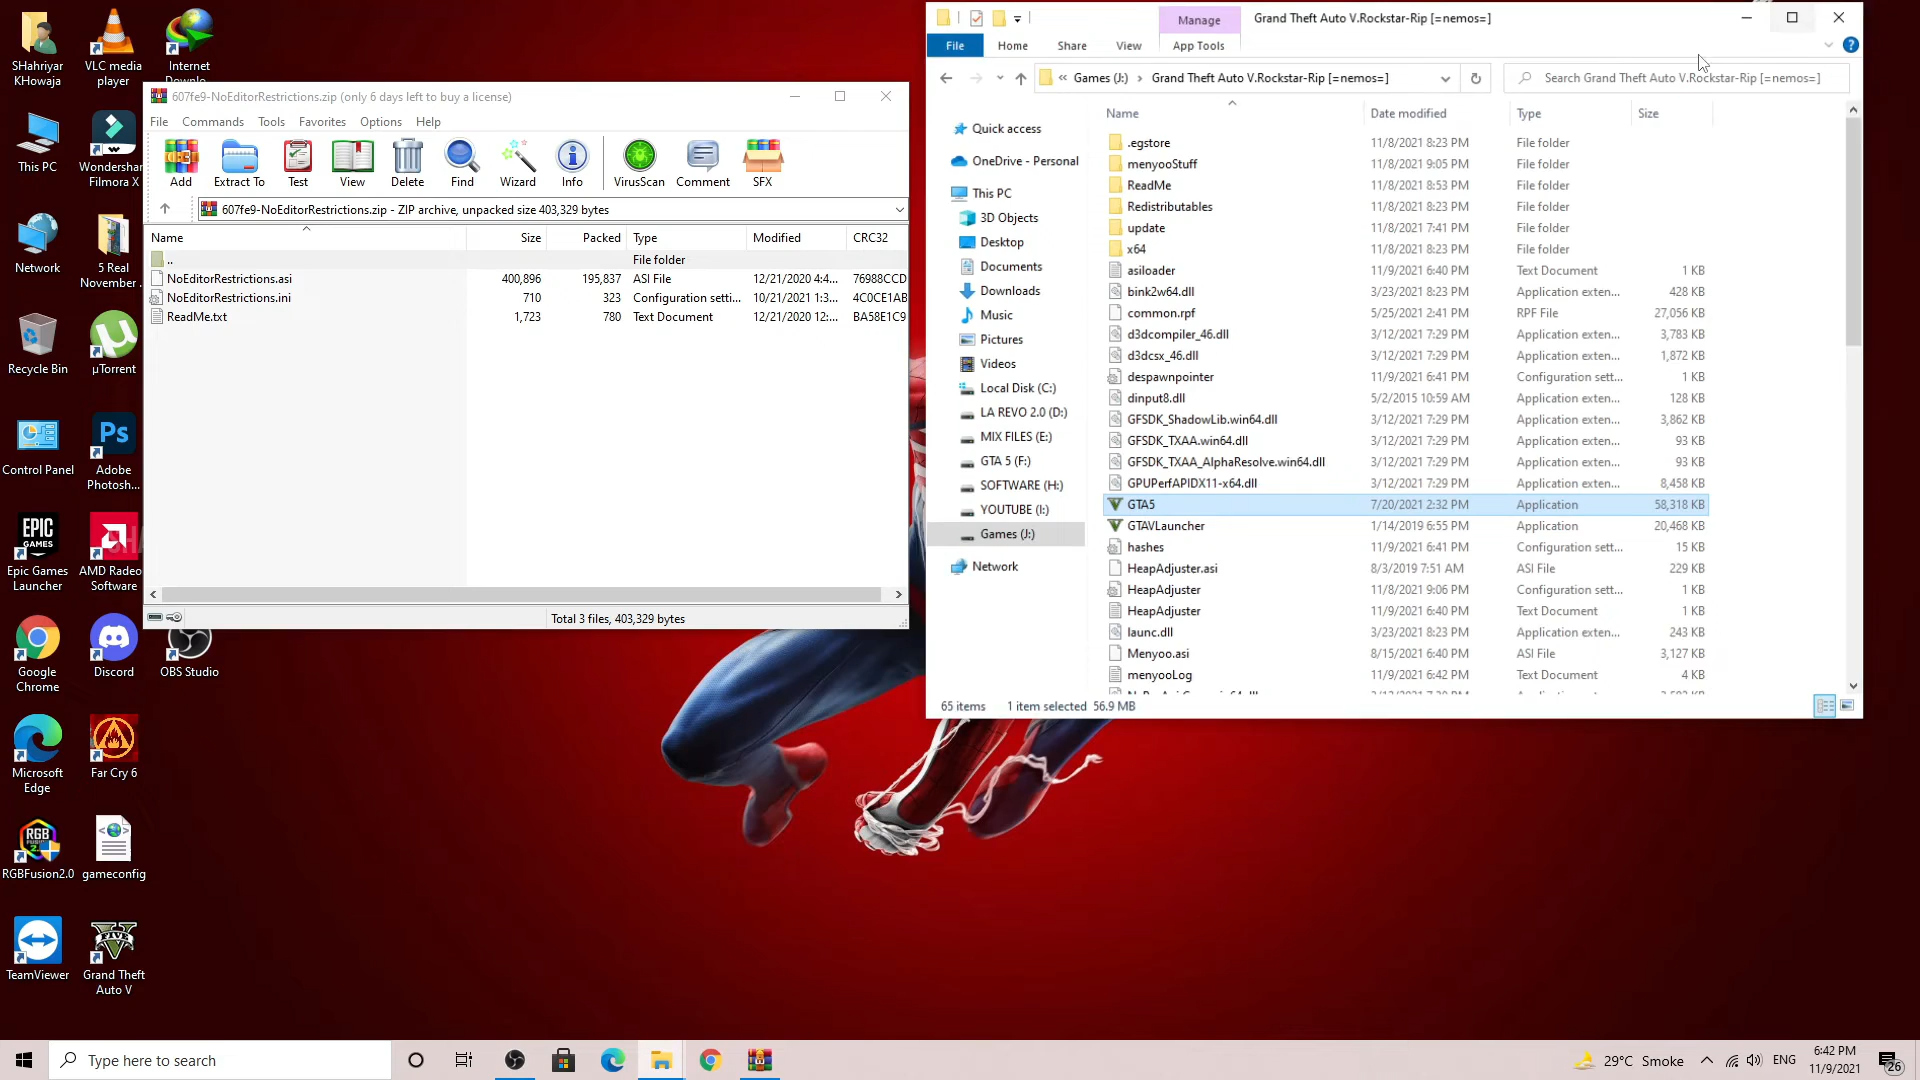 SHahriyar
KHowaja
VLC media
player
Internet
This PC
Wondershar
Filmora X
Network
5 Real
November
Recycle Bin
µTorrent
Control Panel
Adobe
Photosh...
Epic Games
Launcher
AMD Radeo
Software
Google
Chrome
Discord
OBS Studio
Microsoft
Edge
Far Cry 6
RGBFusion2.0
gameconfig
TeamViewer
Grand Theft
Auto V
607fe9-NoEditorRestrictions.zip (only 6 days left to buy a license)
File Commands Tools Favorites Options Help
Add Extract To Test View Delete Find Wizard Info VirusScan Comment SFX
607fe9-NoEditorRestrictions.zip - ZIP archive, unpacked size 403,329 bytes
Name Size Packed Type Modified CRC32
.. File folder
NoEditorRestrictions.asi 400,896 195,837 ASI File 12/21/2020 4:4... 76988CCD
NoEditorRestrictions.ini 710 323 Configuration setti... 10/21/2021 1:3... 4C0CE1AB
ReadMe.txt 1,723 780 Text Document 12/21/2020 12:... BA58E1C9
Total 3 files, 403,329 bytes
Manage Grand Theft Auto V.Rockstar-Rip [=nemos=]
File Home Share View App Tools
« Games (J:) › Grand Theft Auto V.Rockstar-Rip [=nemos=]
Search Grand Theft Auto V.Rockstar-Rip [=nemos=]
Quick access
OneDrive - Personal
This PC
3D Objects
Desktop
Documents
Downloads
Music
Pictures
Videos
Local Disk (C:)
LA REVO 2.0 (D:)
MIX FILES (E:)
GTA 5 (F:)
SOFTWARE (H:)
YOUTUBE (I:)
Games (J:)
Network
Name Date modified Type Size
.egstore 11/8/2021 8:23 PM File folder
menyooStuff 11/8/2021 9:05 PM File folder
ReadMe 11/8/2021 8:53 PM File folder
Redistributables 11/8/2021 8:23 PM File folder
update 11/8/2021 7:41 PM File folder
x64 11/8/2021 8:23 PM File folder
asiloader 11/9/2021 6:40 PM Text Document 1 KB
bink2w64.dll 3/23/2021 8:23 PM Application exten... 428 KB
common.rpf 5/25/2021 2:41 PM RPF File 27,056 KB
d3dcompiler_46.dll 3/12/2021 7:29 PM Application exten... 3,783 KB
d3dcsx_46.dll 3/12/2021 7:29 PM Application exten... 1,872 KB
despawnpointer 11/9/2021 6:41 PM Configuration sett... 1 KB
dinput8.dll 5/2/2015 10:59 AM Application exten... 128 KB
GFSDK_ShadowLib.win64.dll 3/12/2021 7:29 PM Application exten... 3,862 KB
GFSDK_TXAA.win64.dll 3/12/2021 7:29 PM Application exten... 93 KB
GFSDK_TXAA_AlphaResolve.win64.dll 3/12/2021 7:29 PM Application exten... 93 KB
GPUPerfAPIDX11-x64.dll 3/12/2021 7:29 PM Application exten... 8,458 KB
GTA5 7/20/2021 2:32 PM Application 58,318 KB
GTAVLauncher 1/14/2019 6:55 PM Application 20,468 KB
hashes 11/9/2021 6:41 PM Configuration sett... 15 KB
HeapAdjuster.asi 8/3/2019 7:51 AM ASI File 229 KB
HeapAdjuster 11/8/2021 9:06 PM Configuration sett... 1 KB
HeapAdjuster 11/9/2021 6:40 PM Text Document 1 KB
launc.dll 3/23/2021 8:23 PM Application exten... 243 KB
Menyoo.asi 8/15/2021 6:40 PM ASI File 3,127 KB
menyooLog 11/9/2021 6:42 PM Text Document 4 KB
65 items 1 item selected 56.9 MB
Type here to search
29°C Smoke ENG 6:42 PM
11/9/2021 26